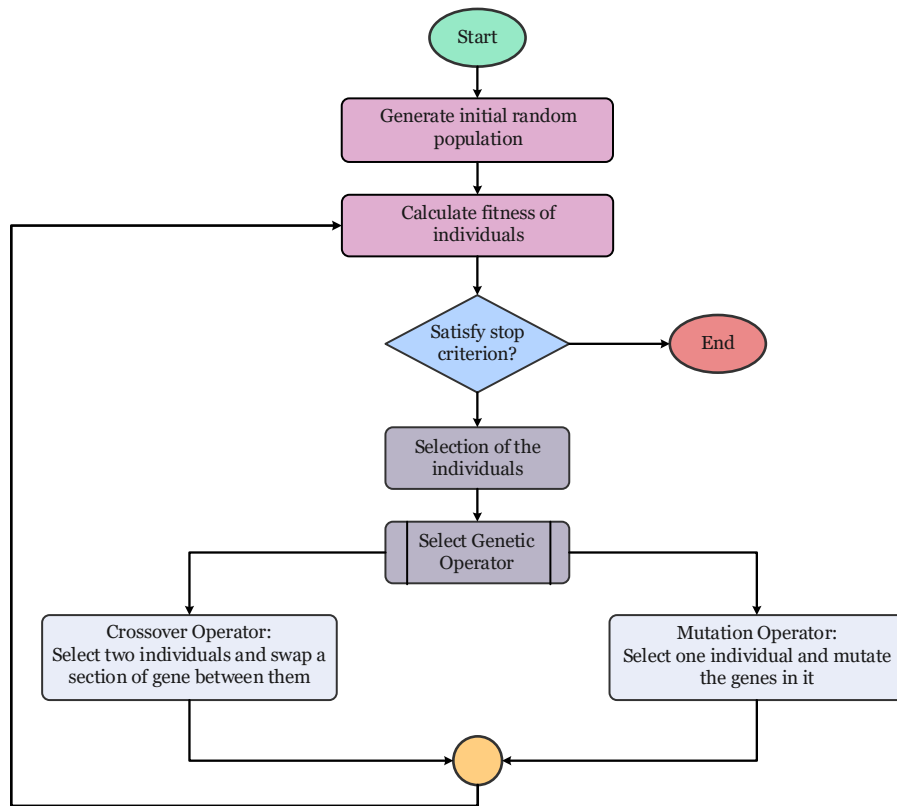 Start
Generate initial random
population
Calculate fitness of
individuals
Satisfy stop
criterion?
End
Selection of the
individuals
Select Genetic
Operator
Crossover Operator:
Select two individuals and swap a
section of gene between them
Mutation Operator:
Select one individual and mutate
the genes in it